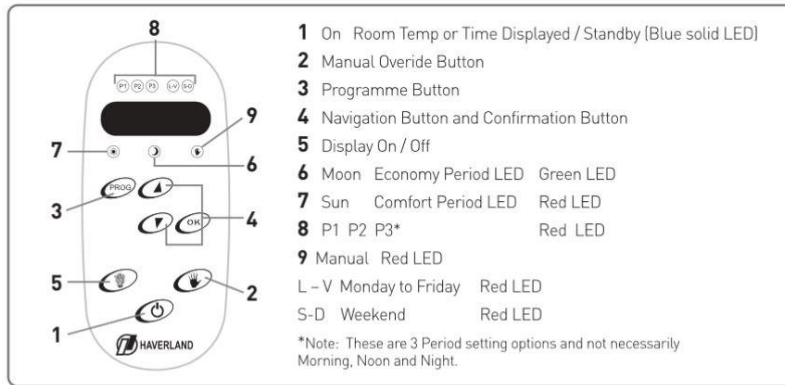 8
P1 P2 P3 L-V S-D
9
7
6
PROG
3
4
OK
5
2
1
HAVERLAND
1 On Room Temp or Time Displayed / Standby (Blue solid LED)
2 Manual Overide Button
3 Programme Button
4 Navigation Button and Confirmation Button
5 Display On / Off
6 Moon Economy Period LED Green LED
7 Sun Comfort Period LED Red LED
8 P1 P2 P3* Red LED
9 Manual Red LED
L – V Monday to Friday Red LED
S-D Weekend Red LED
*Note: These are 3 Period setting options and not necessarily
Morning, Noon and Night.